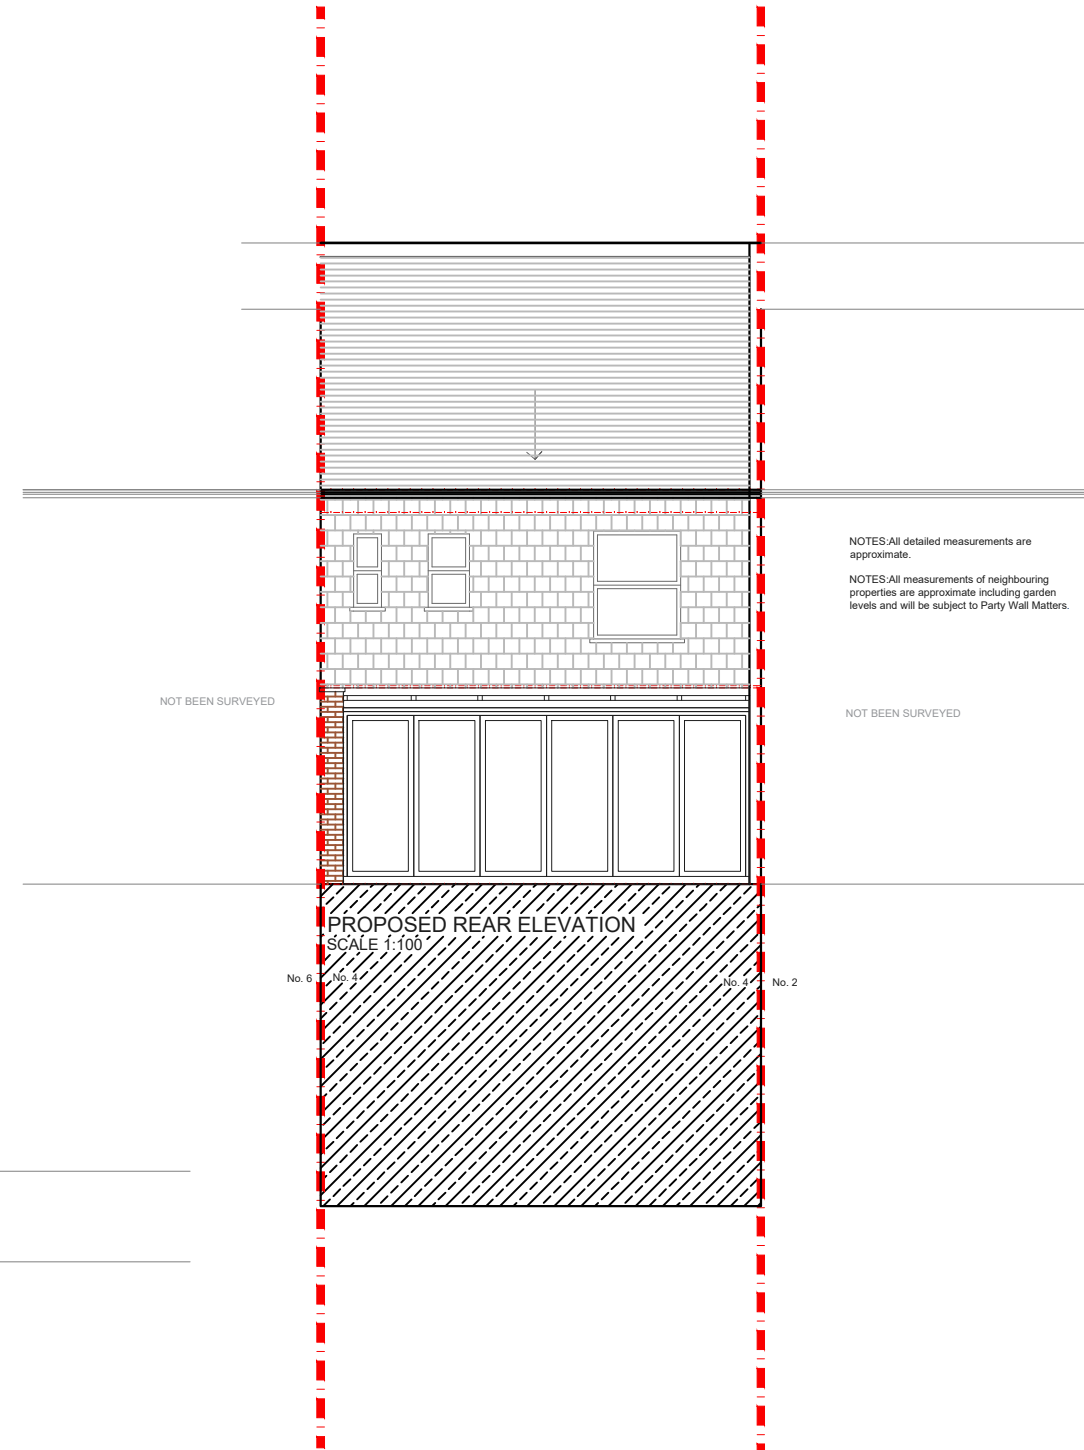 NOTES:All detailed measurements are
approximate.
NOTES:All measurements of neighbouring
properties are approximate including garden
levels and will be subject to Party Wall Matters.
NOT BEEN SURVEYED
NOT BEEN SURVEYED
PROPOSED REAR ELEVATION
SCALE 1:100
No. 6
No. 4
No. 4
No. 2